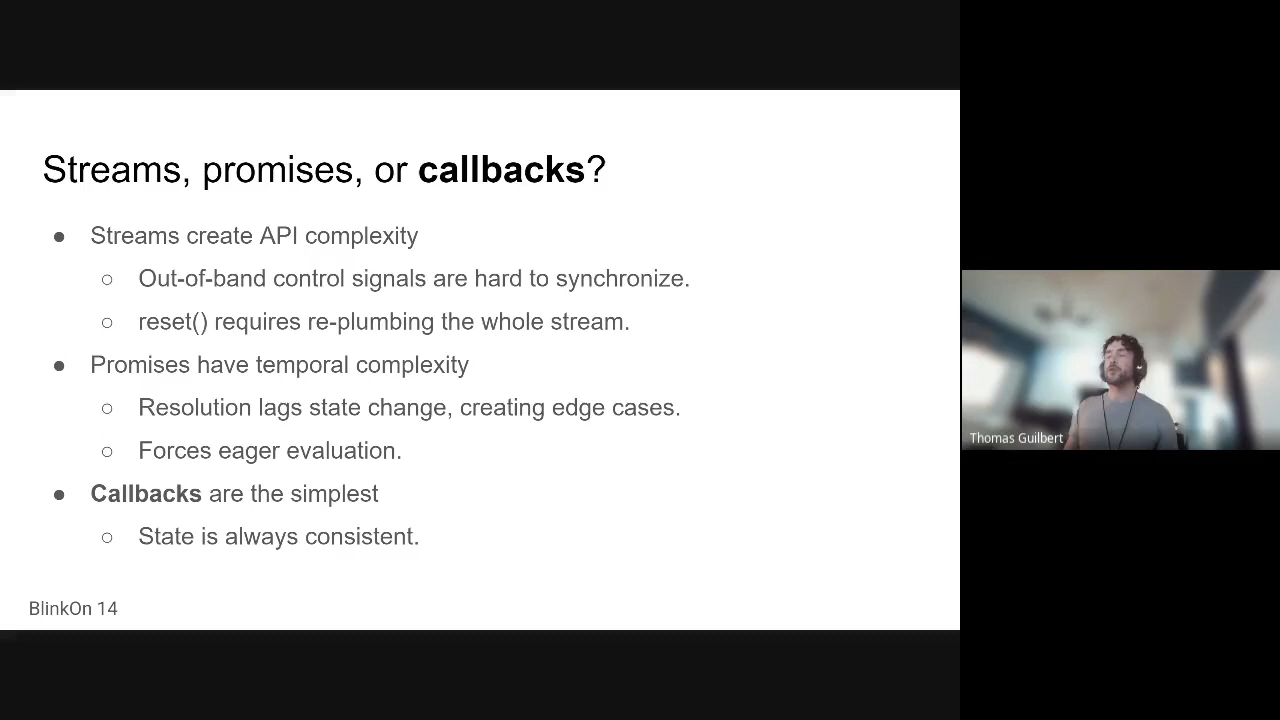 Streams, promises, or callbacks?
● Streams create API complexity
○ Out-of-band control signals are hard to synchronize.
○ reset() requires re-plumbing the whole stream.
● Promises have temporal complexity
○ Resolution lags state change, creating edge cases.
○ Forces eager evaluation.
● Callbacks are the simplest
○ State is always consistent.
BlinkOn 14
Thomas Guilbert